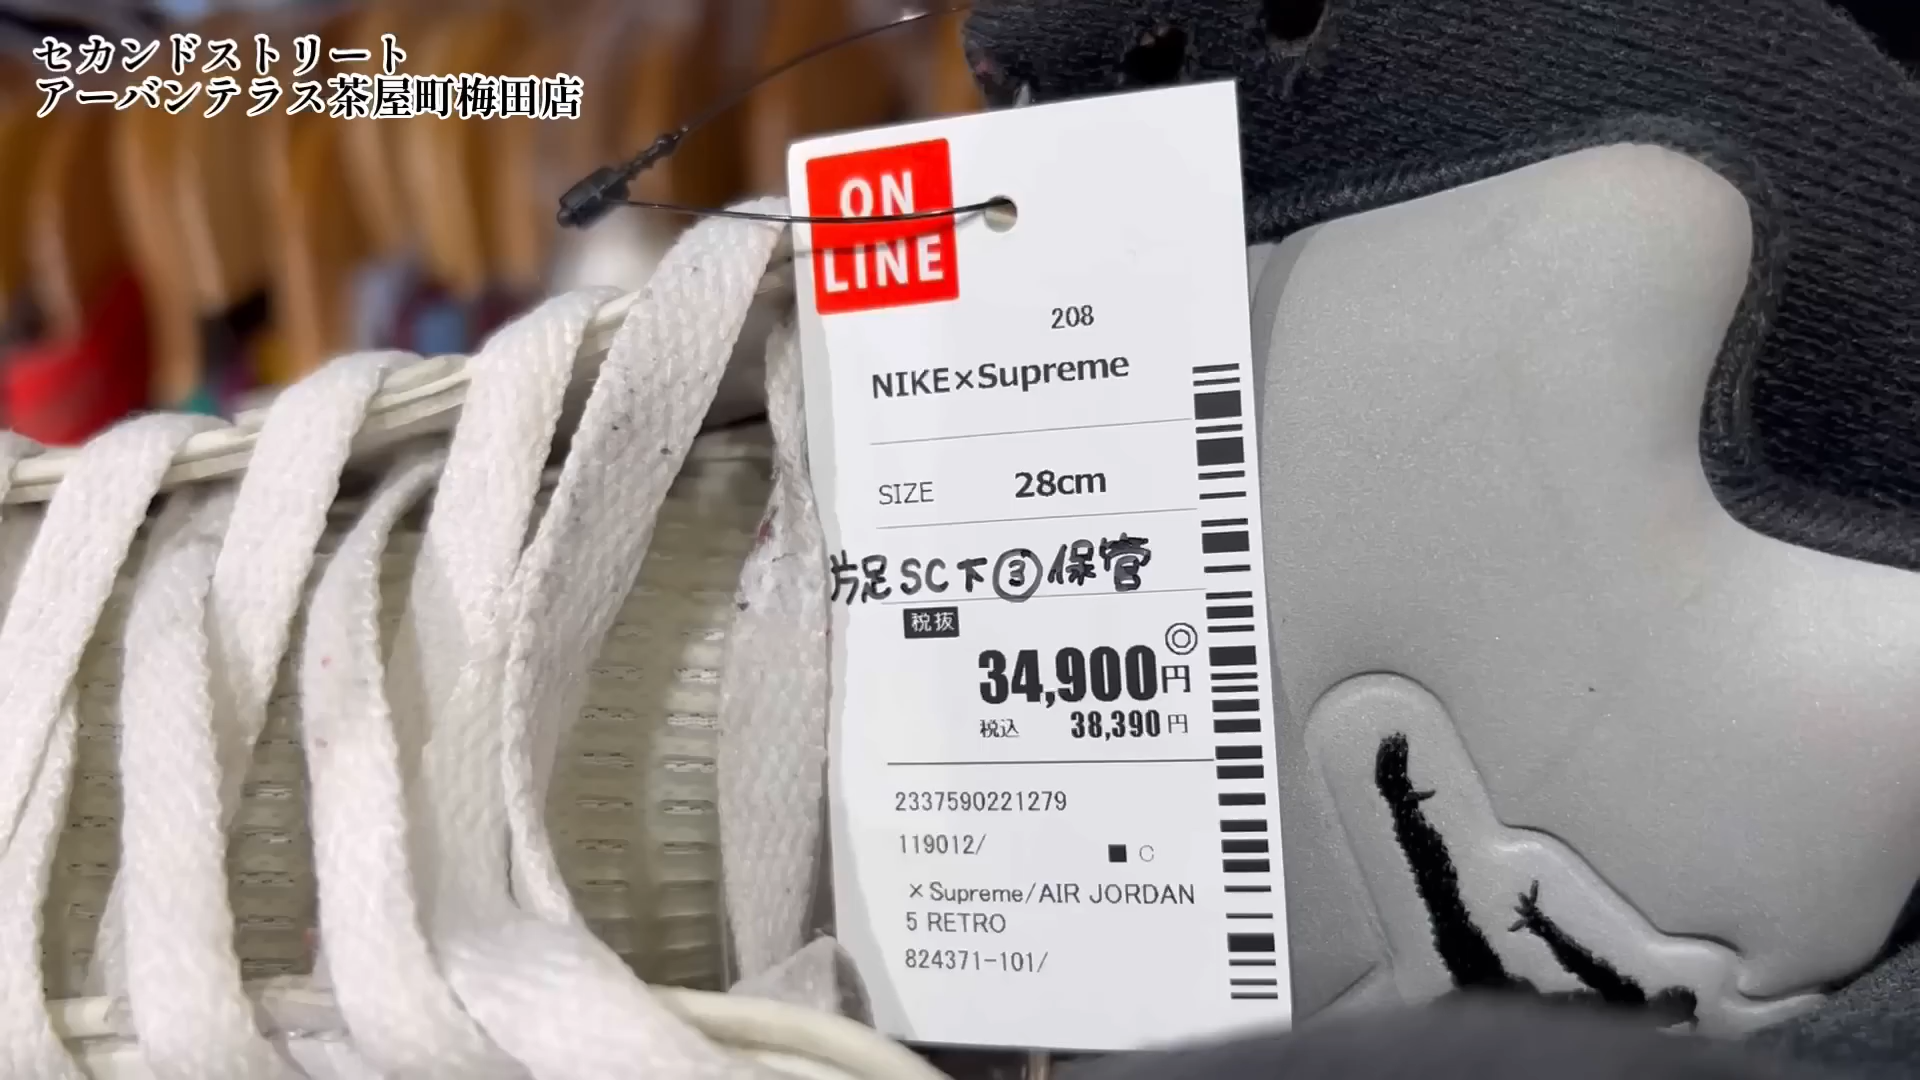 セカンドストリート
アーバンテラス茶屋町梅田店
ON
LINE
208
NIKE×Supreme
SIZE 28cm
片足SC下③保管
税抜
34,900円
税込 38,390円
2337590221279
119012/
■ C
×Supreme/AIR JORDAN
5 RETRO
824371-101/